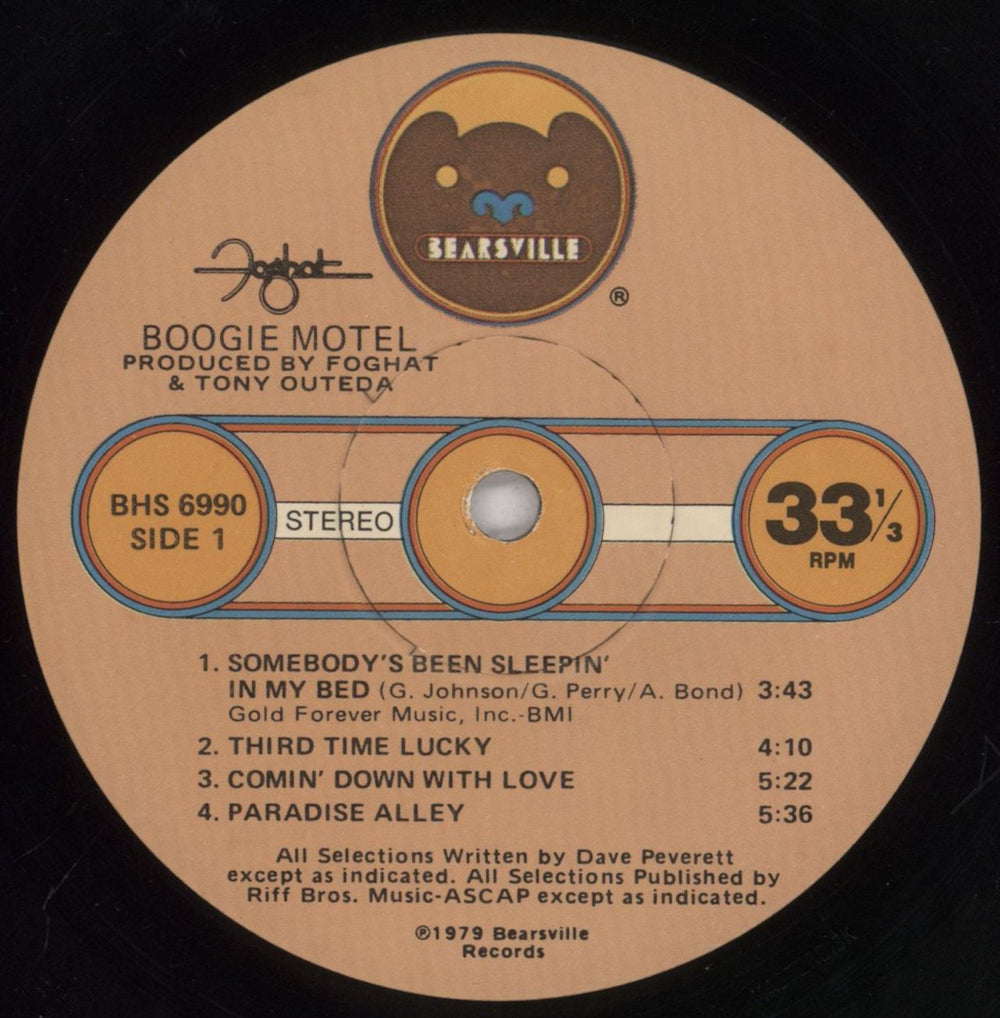 BEARSVILLE
®
Foghat
BOOGIE MOTEL
PRODUCED BY FOGHAT
& TONY OUTEDA
BHS 6990
SIDE 1
STEREO
33 1/3
RPM
1. SOMEBODY'S BEEN SLEEPIN'
IN MY BED (G. Johnson/G. Perry/A. Bond) 3:43
Gold Forever Music, Inc.-BMI
2. THIRD TIME LUCKY 4:10
3. COMIN' DOWN WITH LOVE 5:22
4. PARADISE ALLEY 5:36
All Selections Written by Dave Peverett
except as indicated. All Selections Published by
Riff Bros. Music-ASCAP except as indicated.
℗1979 Bearsville
Records